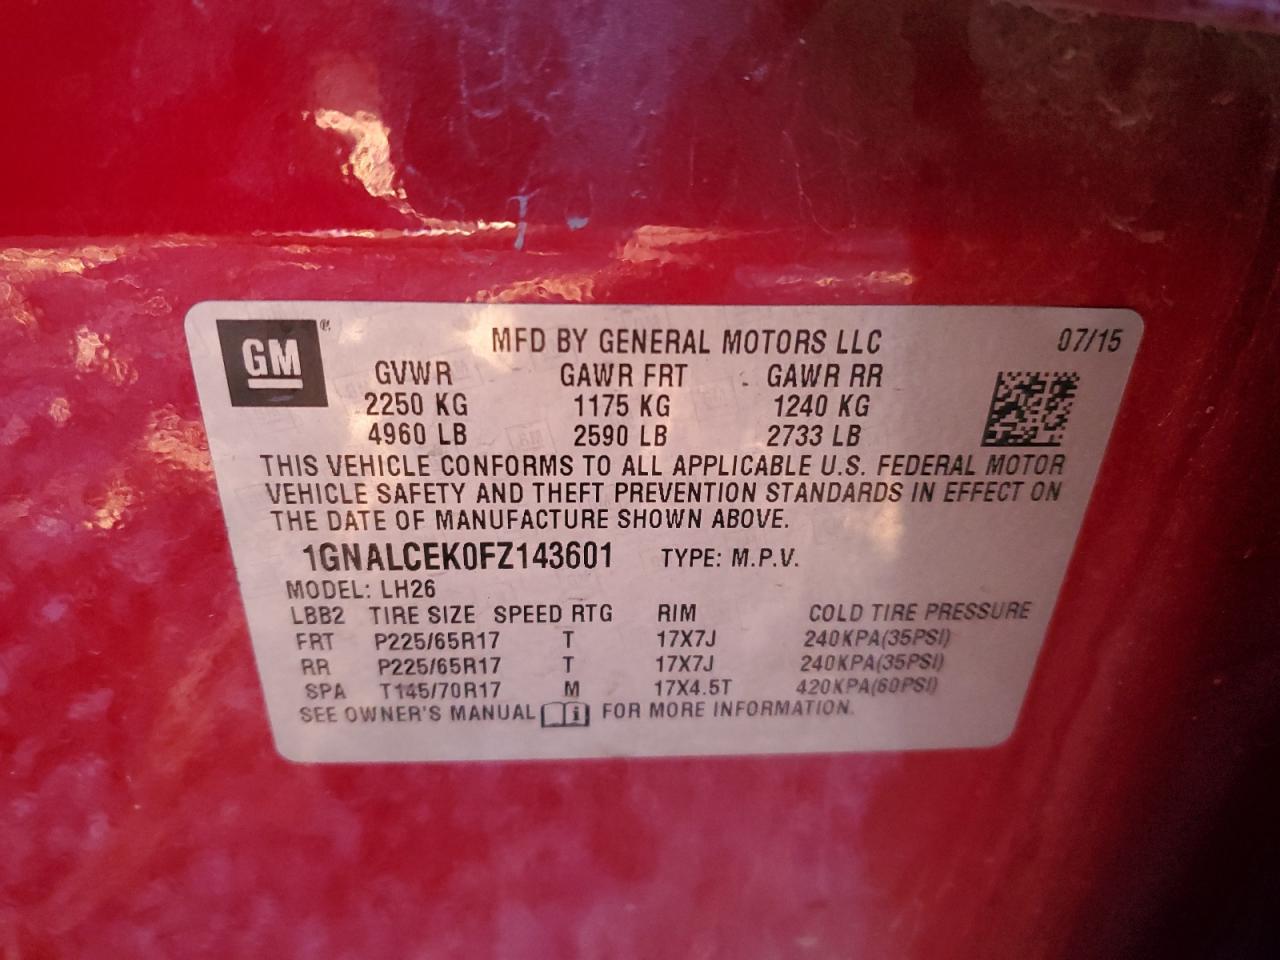 GM
MFD BY GENERAL MOTORS LLC 07/15
GVWR GAWR FRT GAWR RR
2250 KG 1175 KG 1240 KG
4960 LB 2590 LB 2733 LB
THIS VEHICLE CONFORMS TO ALL APPLICABLE U.S. FEDERAL MOTOR
VEHICLE SAFETY AND THEFT PREVENTION STANDARDS IN EFFECT ON
THE DATE OF MANUFACTURE SHOWN ABOVE.
1GNALCEK0FZ143601 TYPE: M.P.V.
MODEL: LH26
LBB2 TIRE SIZE SPEED RTG RIM COLD TIRE PRESSURE
FRT P225/65R17 T 17X7J 240KPA(35PSI)
RR P225/65R17 T 17X7J 240KPA(35PSI)
SPA T145/70R17 M 17X4.5T 420KPA(60PSI)
SEE OWNER'S MANUAL i FOR MORE INFORMATION.